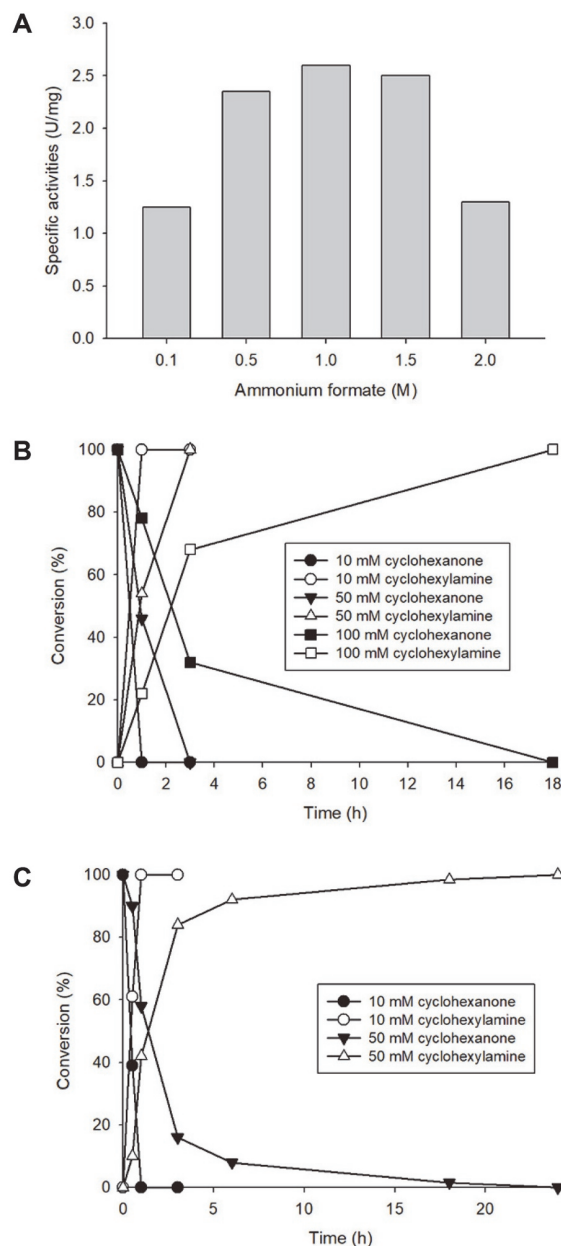 A
3.0
2.5
2.0
1.5
1.0
0.5
0.0
Specific activities (U/mg)
0.1 0.5 1.0 1.5 2.0
Ammonium formate (M)
B
100
80
60
40
20
0
Conversion (%)
10 mM cyclohexanone
10 mM cyclohexylamine
50 mM cyclohexanone
50 mM cyclohexylamine
100 mM cyclohexanone
100 mM cyclohexylamine
0 2 4 6 8 10 12 14 16 18
Time (h)
C
100
80
60
40
20
0
Conversion (%)
10 mM cyclohexanone
10 mM cyclohexylamine
50 mM cyclohexanone
50 mM cyclohexylamine
0 5 10 15 20
Time (h)